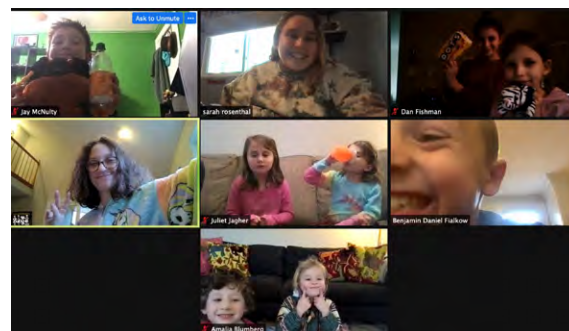 Ask to Unmute ...
Jay McNulty
sarah rosenthal
Dan Fishman
Juliet Jagher
Benjamin Daniel Fialkow
Amalia Blumberg